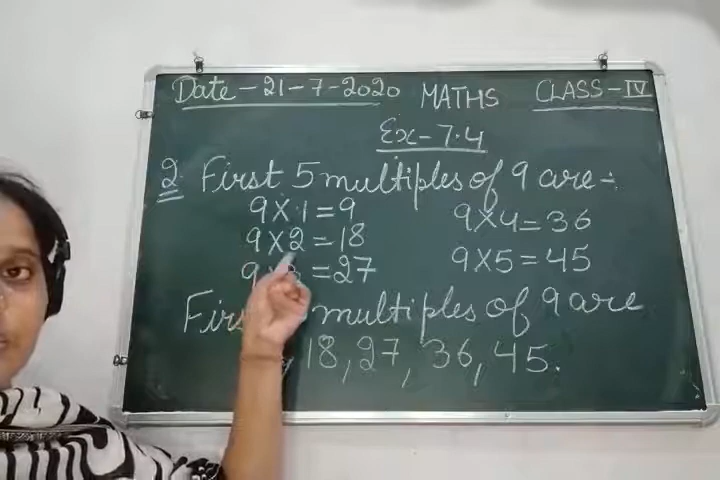 Date - 21 - 7 - 2020 MATHS CLASS - IV
Ex - 7.4
2. First 5 multiples of 9 are :-
9 X 1 = 9 9 X 4 = 36
9 X 2 = 18 9 X 5 = 45
9 = 27
multiples of 9 are
, 18, 27, 36, 45.